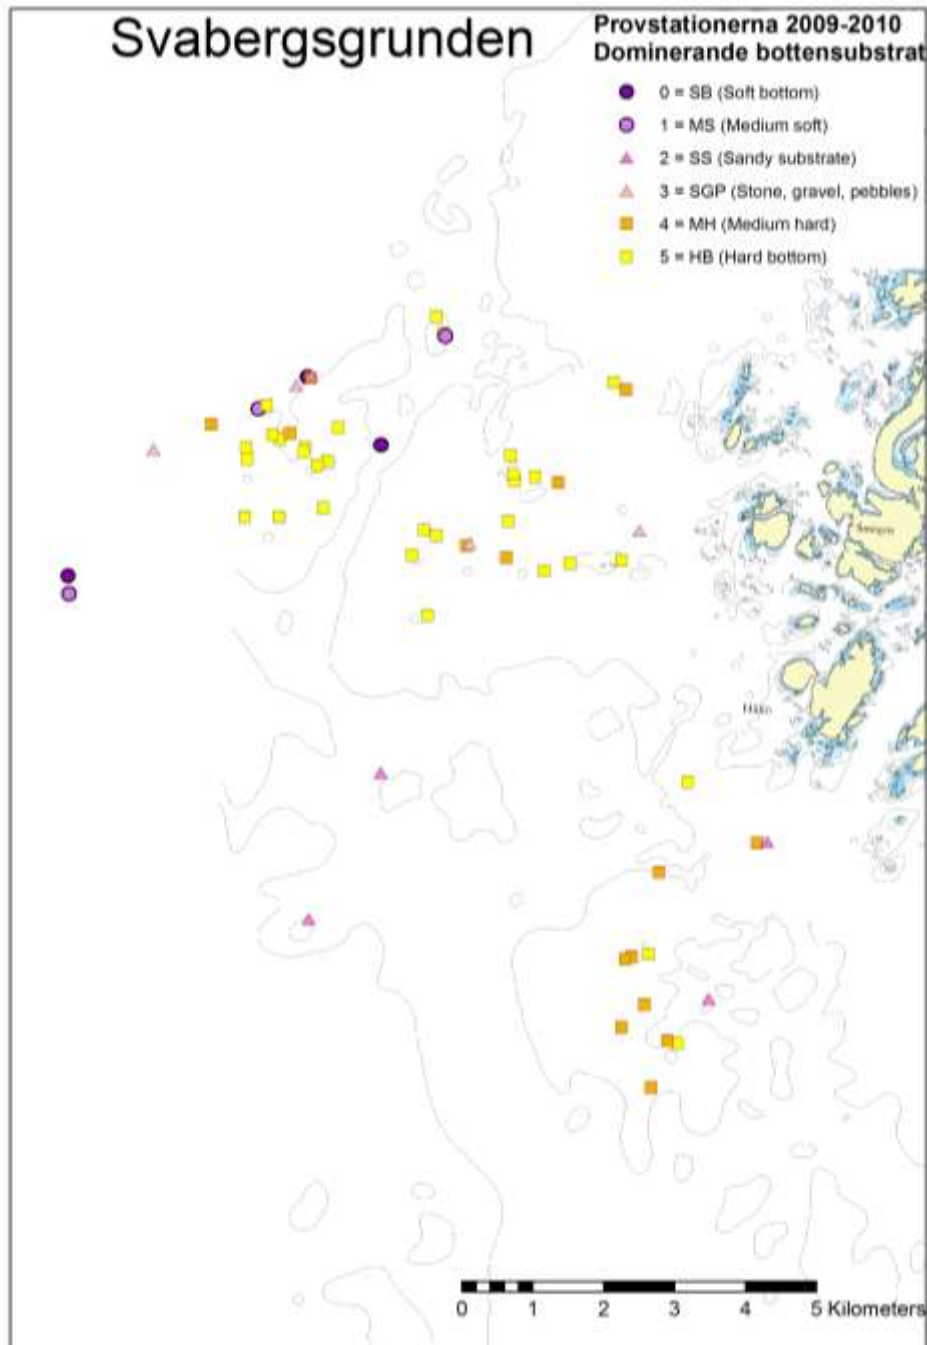 Svabergsgrunden
Provstationerna 2009-2010
Dominerande bottensubstrat
0 = SB (Soft bottom)
1 = MS (Medium soft)
2 = SS (Sandy substrate)
3 = SGP (Stone, gravel, pebbles)
4 = MH (Medium hard)
5 = HB (Hard bottom)
0 1 2 3 4 5 Kilometers